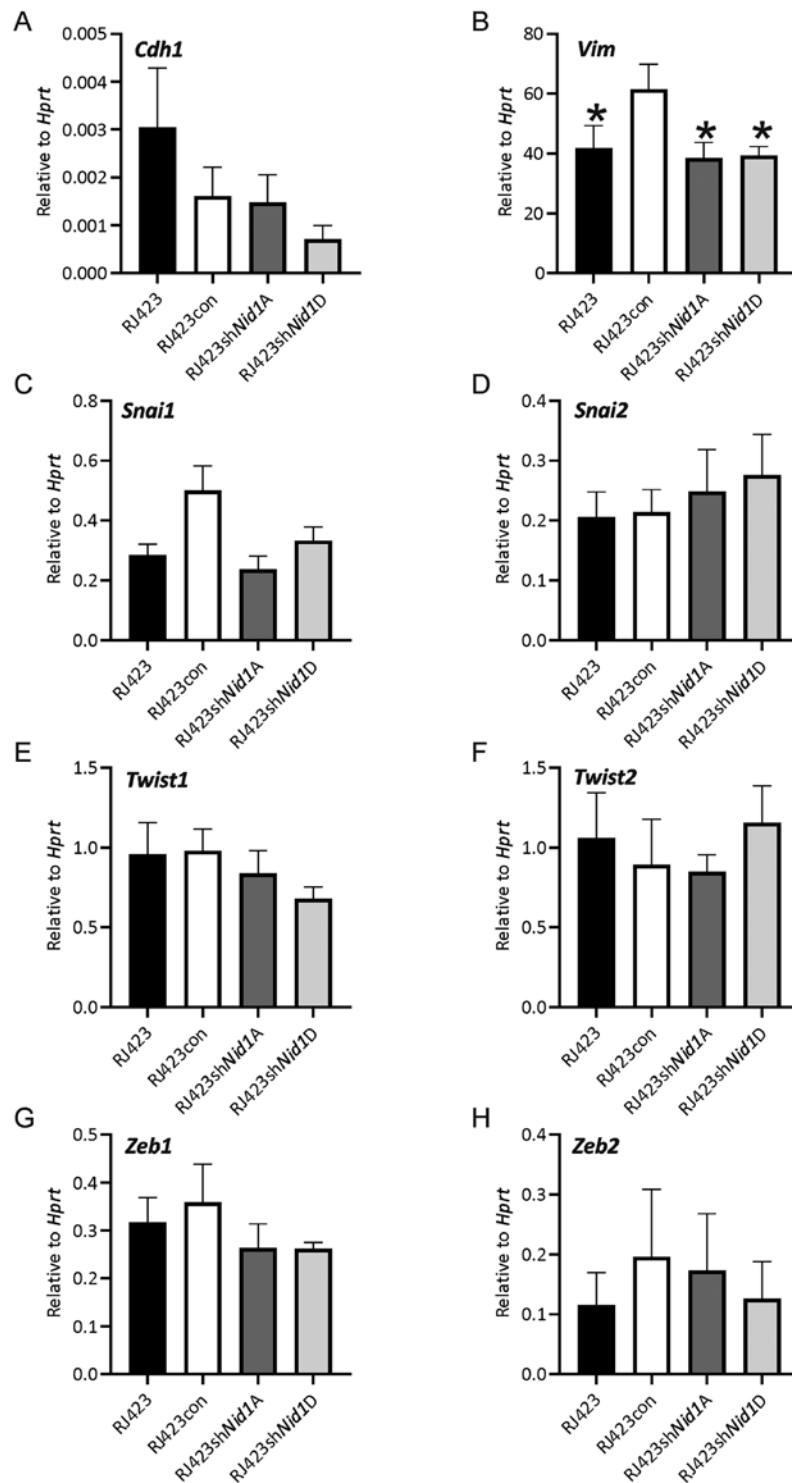 A
Cdh1
Relative to Hprt
0.005
0.004
0.003
0.002
0.001
0.000
RJ423
RJ423con
RJ423shNid1A
RJ423shNid1D
B
Vim
Relative to Hprt
80
60
40
20
0
*
*
*
RJ423
RJ423con
RJ423shNid1A
RJ423shNid1D
C
Snai1
Relative to Hprt
0.8
0.6
0.4
0.2
0.0
RJ423
RJ423con
RJ423shNid1A
RJ423shNid1D
D
Snai2
Relative to Hprt
0.4
0.3
0.2
0.1
0.0
RJ423
RJ423con
RJ423shNid1A
RJ423shNid1D
E
Twist1
Relative to Hprt
1.5
1.0
0.5
0.0
RJ423
RJ423con
RJ423shNid1A
RJ423shNid1D
F
Twist2
Relative to Hprt
1.5
1.0
0.5
0.0
RJ423
RJ423con
RJ423shNid1A
RJ423shNid1D
G
Zeb1
Relative to Hprt
0.5
0.4
0.3
0.2
0.1
0.0
RJ423
RJ423con
RJ423shNid1A
RJ423shNid1D
H
Zeb2
Relative to Hprt
0.4
0.3
0.2
0.1
0.0
RJ423
RJ423con
RJ423shNid1A
RJ423shNid1D